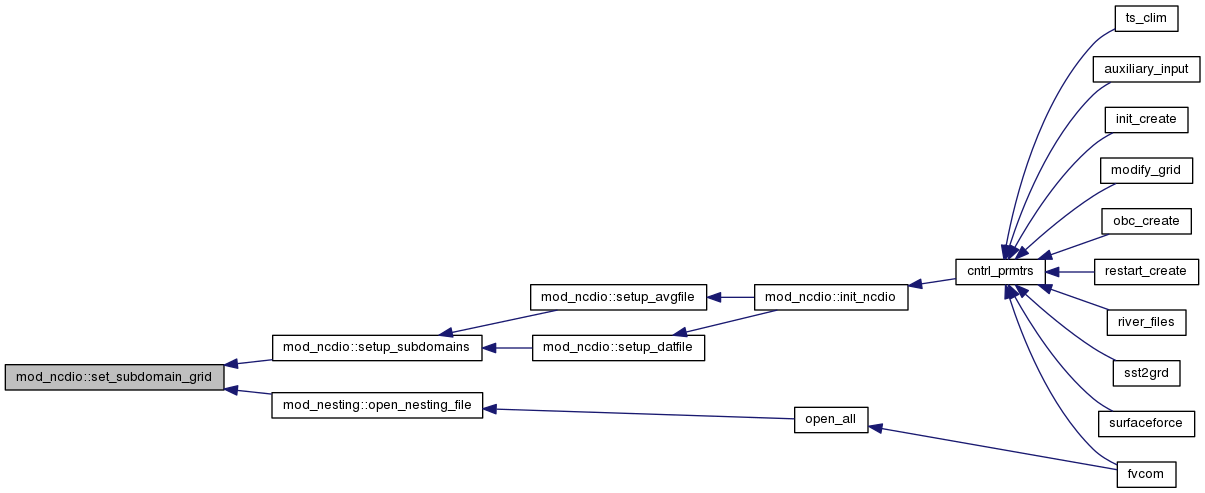 ts_clim
auxiliary_input
init_create
modify_grid
obc_create
cntrl_prmtrs
restart_create
mod_ncdio::setup_avgfile
mod_ncdio::init_ncdio
river_files
mod_ncdio::setup_subdomains
mod_ncdio::setup_datfile
mod_ncdio::set_subdomain_grid
sst2grd
mod_nesting::open_nesting_file
open_all
surfaceforce
fvcom